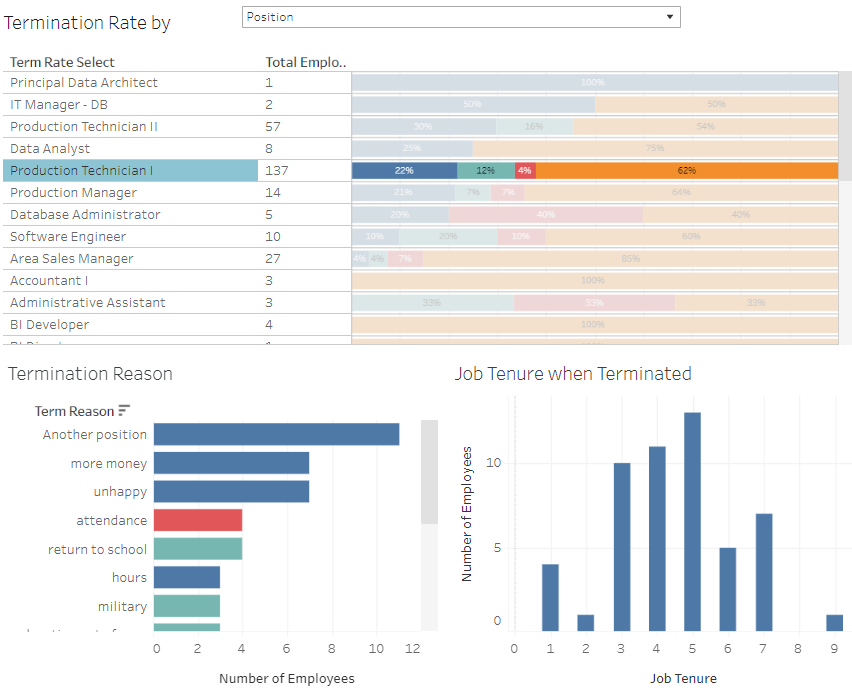 Termination Rate by
Position
Term Rate Select Total Emplo..
Principal Data Architect 1 100%
IT Manager - DB 2 50% 50%
Production Technician II 57 30% 16% 54%
Data Analyst 8 25% 75%
Production Technician I 137 22% 12% 4% 62%
Production Manager 14 21% 7% 7% 64%
Database Administrator 5 20% 40% 40%
Software Engineer 10 10% 20% 10% 60%
Area Sales Manager 27 4% 4% 7% 85%
Accountant I 3 100%
Administrative Assistant 3 33% 33% 33%
BI Developer 4 100%
Termination Reason
Term Reason
Another position
more money
unhappy
attendance
return to school
hours
military
0 2 4 6 8 10 12
Number of Employees
Job Tenure when Terminated
Number of Employees
10
5
0
0 1 2 3 4 5 6 7 8 9
Job Tenure